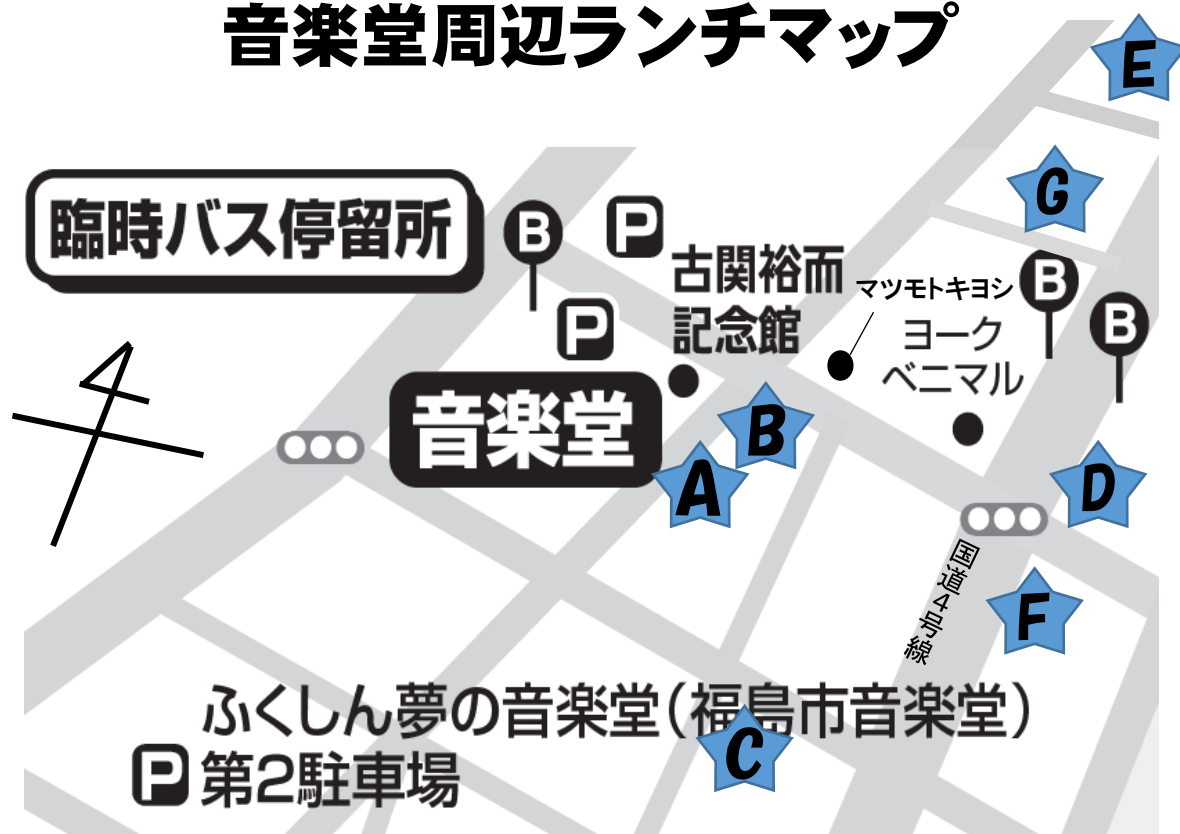 音楽堂周辺ランチマップ
E
G
臨時バス停留所
B
P
古関裕而
記念館
マツモトキヨシ
B
B
ヨーク
ベニマル
P
音楽堂
B
A
D
国道4号線
F
ふくしん夢の音楽堂(福島市音楽堂)
C
P 第2駐車場